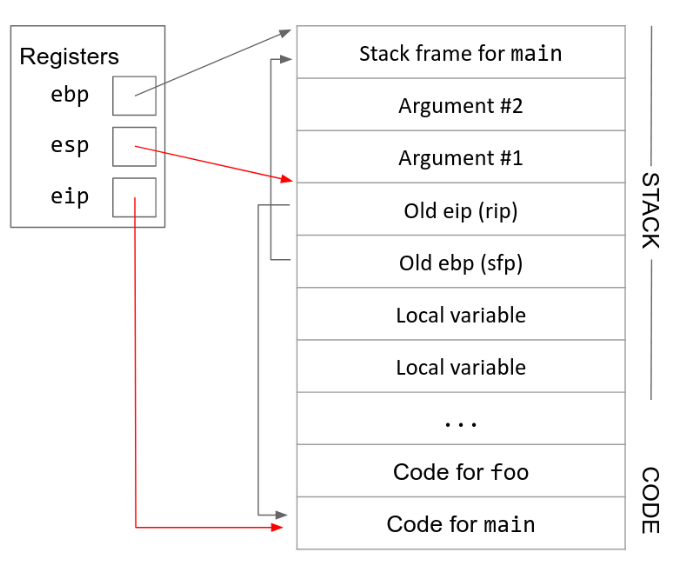 Registers
ebp
esp
eip
Stack frame for main
Argument #2
Argument #1
Old eip (rip)
Old ebp (sfp)
Local variable
Local variable
...
Code for foo
Code for main
STACK
CODE